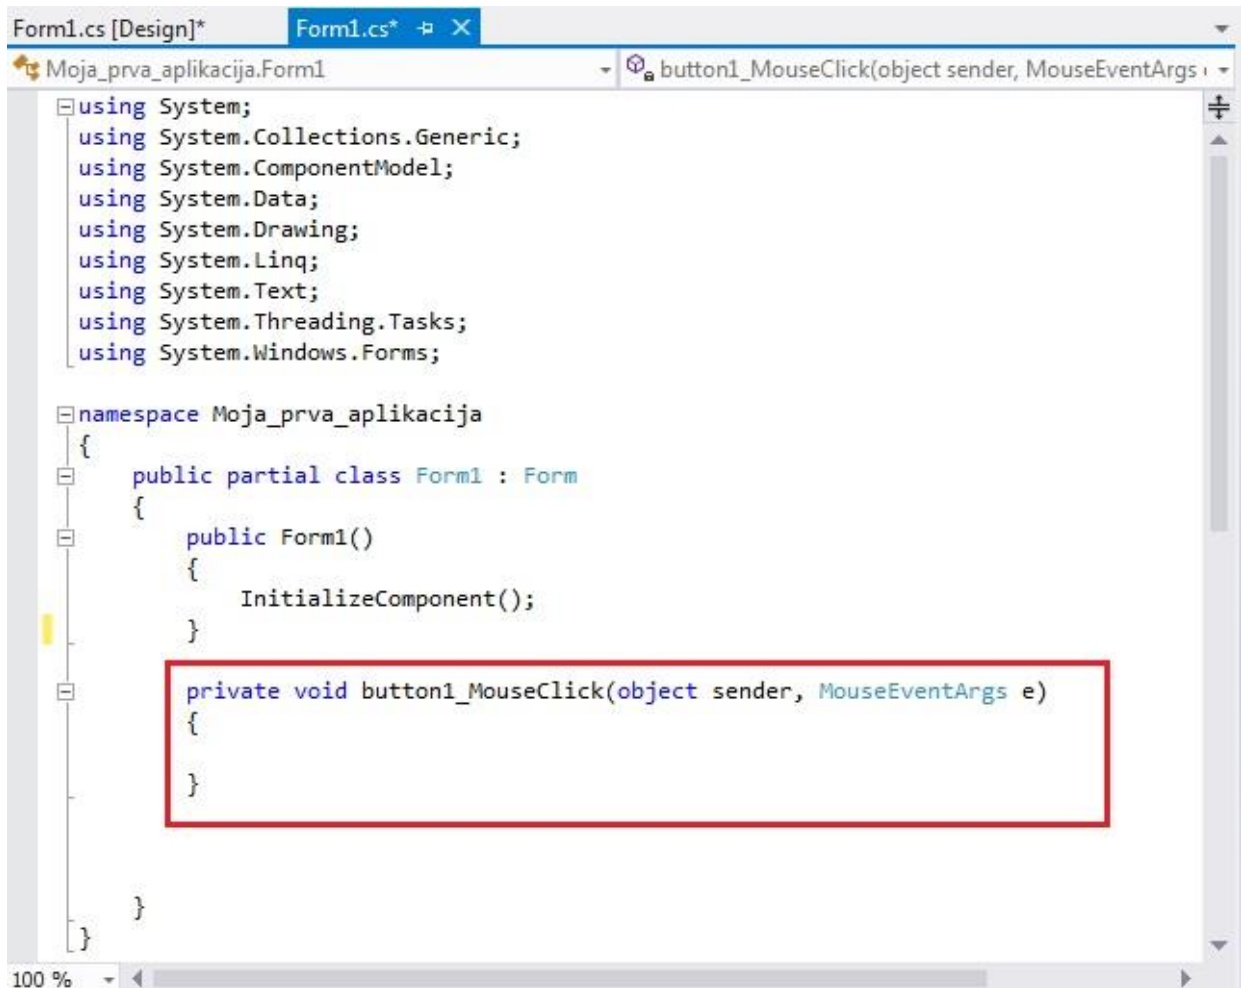 Form1.cs [Design]*
Form1.cs*
Moja_prva_aplikacija.Form1
button1_MouseClick(object sender, MouseEventArgs
using System;
using System.Collections.Generic;
using System.ComponentModel;
using System.Data;
using System.Drawing;
using System.Linq;
using System.Text;
using System.Threading.Tasks;
using System.Windows.Forms;
namespace Moja_prva_aplikacija
{
public partial class Form1 : Form
{
public Form1()
{
InitializeComponent();
}
private void button1_MouseClick(object sender, MouseEventArgs e)
{
}
}
}
100 %